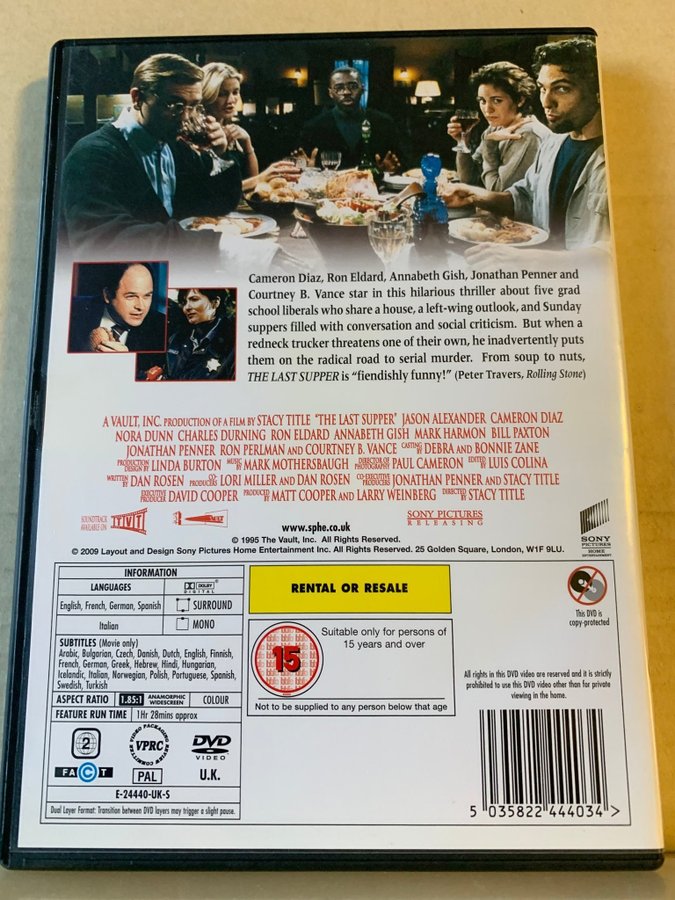 Cameron Diaz, Ron Eldard, Annabeth Gish, Jonathan Penner and
Courtney B. Vance star in this hilarious thriller about five grad
school liberals who share a house, a left-wing outlook, and Sunday
suppers filled with conversation and social criticism. But when a
redneck trucker threatens one of their own, he inadvertently puts
them on the radical road to serial murder. From soup to nuts,
THE LAST SUPPER is “fiendishly funny!” (Peter Travers, Rolling Stone)
A VAULT, INC. PRODUCTION OF A FILM BY STACY TITLE "THE LAST SUPPER" JASON ALEXANDER CAMERON DIAZ
NORA DUNN CHARLES DURNING RON ELDARD ANNABETH GISH MARK HARMON BILL PAXTON
JONATHAN PENNER RON PERLMAN AND COURTNEY B. VANCE CASTING BY DEBRA AND BONNIE ZANE
PRODUCTION DESIGN BY LINDA BURTON MUSIC BY MARK MOTHERSBAUGH DIRECTOR OF PHOTOGRAPHY PAUL CAMERON EDITED BY LUIS COLINA
WRITTEN BY DAN ROSEN CO-PRODUCERS LORI MILLER AND DAN ROSEN CO-EXECUTIVE PRODUCERS JONATHAN PENNER AND STACY TITLE
EXECUTIVE PRODUCER DAVID COOPER PRODUCED BY MATT COOPER AND LARRY WEINBERG DIRECTED BY STACY TITLE
SOUNDTRACK AVAILABLE ON TVT
www.sphe.co.uk
SONY PICTURES
RELEASING
SONY
PICTURES
HOME
ENTERTAINMENT
© 1995 The Vault, Inc. All Rights Reserved.
© 2009 Layout and Design Sony Pictures Home Entertainment Inc. All Rights Reserved. 25 Golden Square, London, W1F 9LU.
INFORMATION
LANGUAGES
DOLBY
DIGITAL
English, French, German, Spanish
SURROUND
Italian
MONO
SUBTITLES (Movie only)
Arabic, Bulgarian, Czech, Danish, Dutch, English, Finnish,
French, German, Greek, Hebrew, Hindi, Hungarian,
Icelandic, Italian, Norwegian, Polish, Portuguese, Spanish,
Swedish, Turkish
ASPECT RATIO 1.85:1 ANAMORPHIC WIDESCREEN COLOUR
FEATURE RUN TIME 1Hr 28mins approx
2
VIDEO PACKAGING REVIEW COMMITTEE
VPRC
DVD
VIDEO
FACT
PAL
U.K.
E-24440-UK-S
Dual Layer Format: Transition between DVD layers may trigger a slight pause.
RENTAL OR RESALE
15
Suitable only for persons of
15 years and over
Not to be supplied to any person below that age
This DVD is
copy-protected
All rights in this DVD video are reserved and it is strictly
prohibited to use this DVD video other than for private
viewing in the home.
5 035822 444034 >